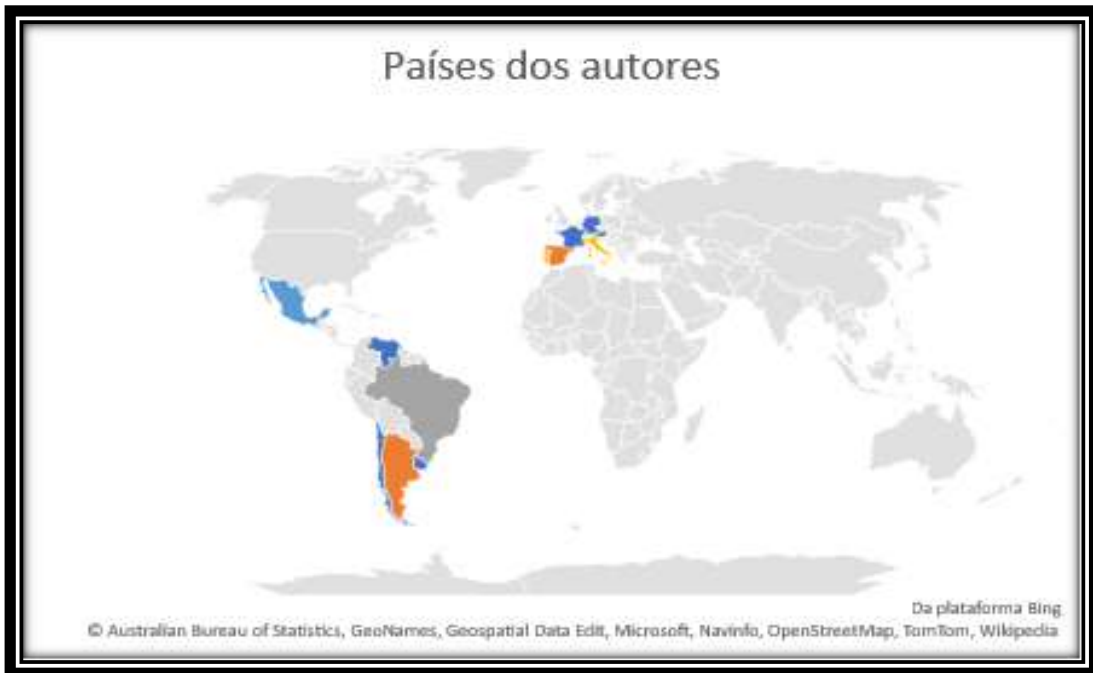 Países dos autores
Da plataforma Bing
© Australian Bureau of Statistics, GeoNames, Geospatial Data Edit, Microsoft, Navinfo, OpenStreetMap, TomTom, Wikipedia